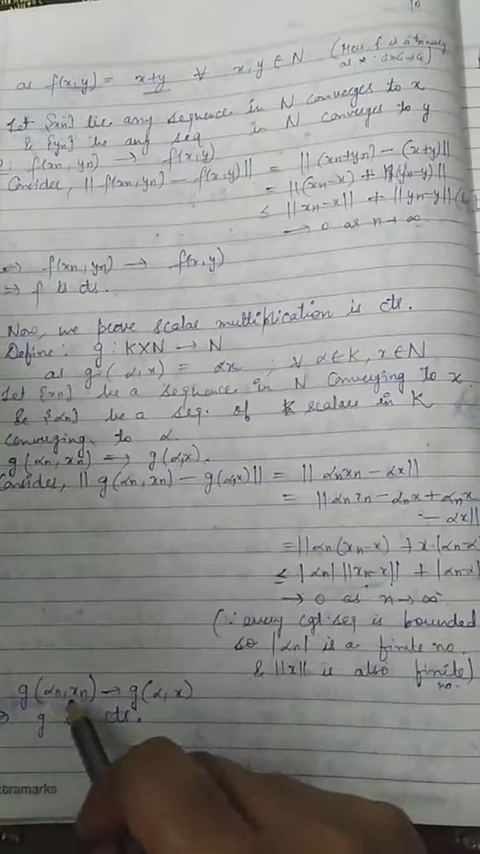 as f(x,y) = x+y ∀ x,y ∈ N (Here f is
Let {xn} be any sequence in N converges to x
& {yn} be any seq in N converges to y
f(xn, yn) → f(x,y)
Consider, || f(xn, yn) - f(x,y) || = || (xn+yn) - (x+y) ||
= || (xn-x) + (yn-y) ||
≤ || xn-x || + || yn-y ||
→ 0 as n → ∞
=> f(xn, yn) → f(x,y)
=> f is cts.
Now, we prove scalar multiplication is cts.
Define: g : K×N → N
as g=(α,x) = αx, ∀ α∈K, x∈N
Let {xn} be a sequence in N converging to x.
& {αn} be a seq. of scalars in K
converging to α.
g(αn, xn) → g(α,x).
Consider, || g(αn, xn) - g(α,x) || = || αnxn - αx ||
= || αnxn - αnx + αnx
- αx ||
= || αn(xn-x) + x·(αn-α
≤ |αn| ||xn-x|| + |αn-α
→ 0 as n → ∞
(∵ every cgt seq is bounded
so |αn| is a finite no.
& ||x|| is also finite)
no.
g(αn, xn) → g(α, x)
=> g cts.
tramarks